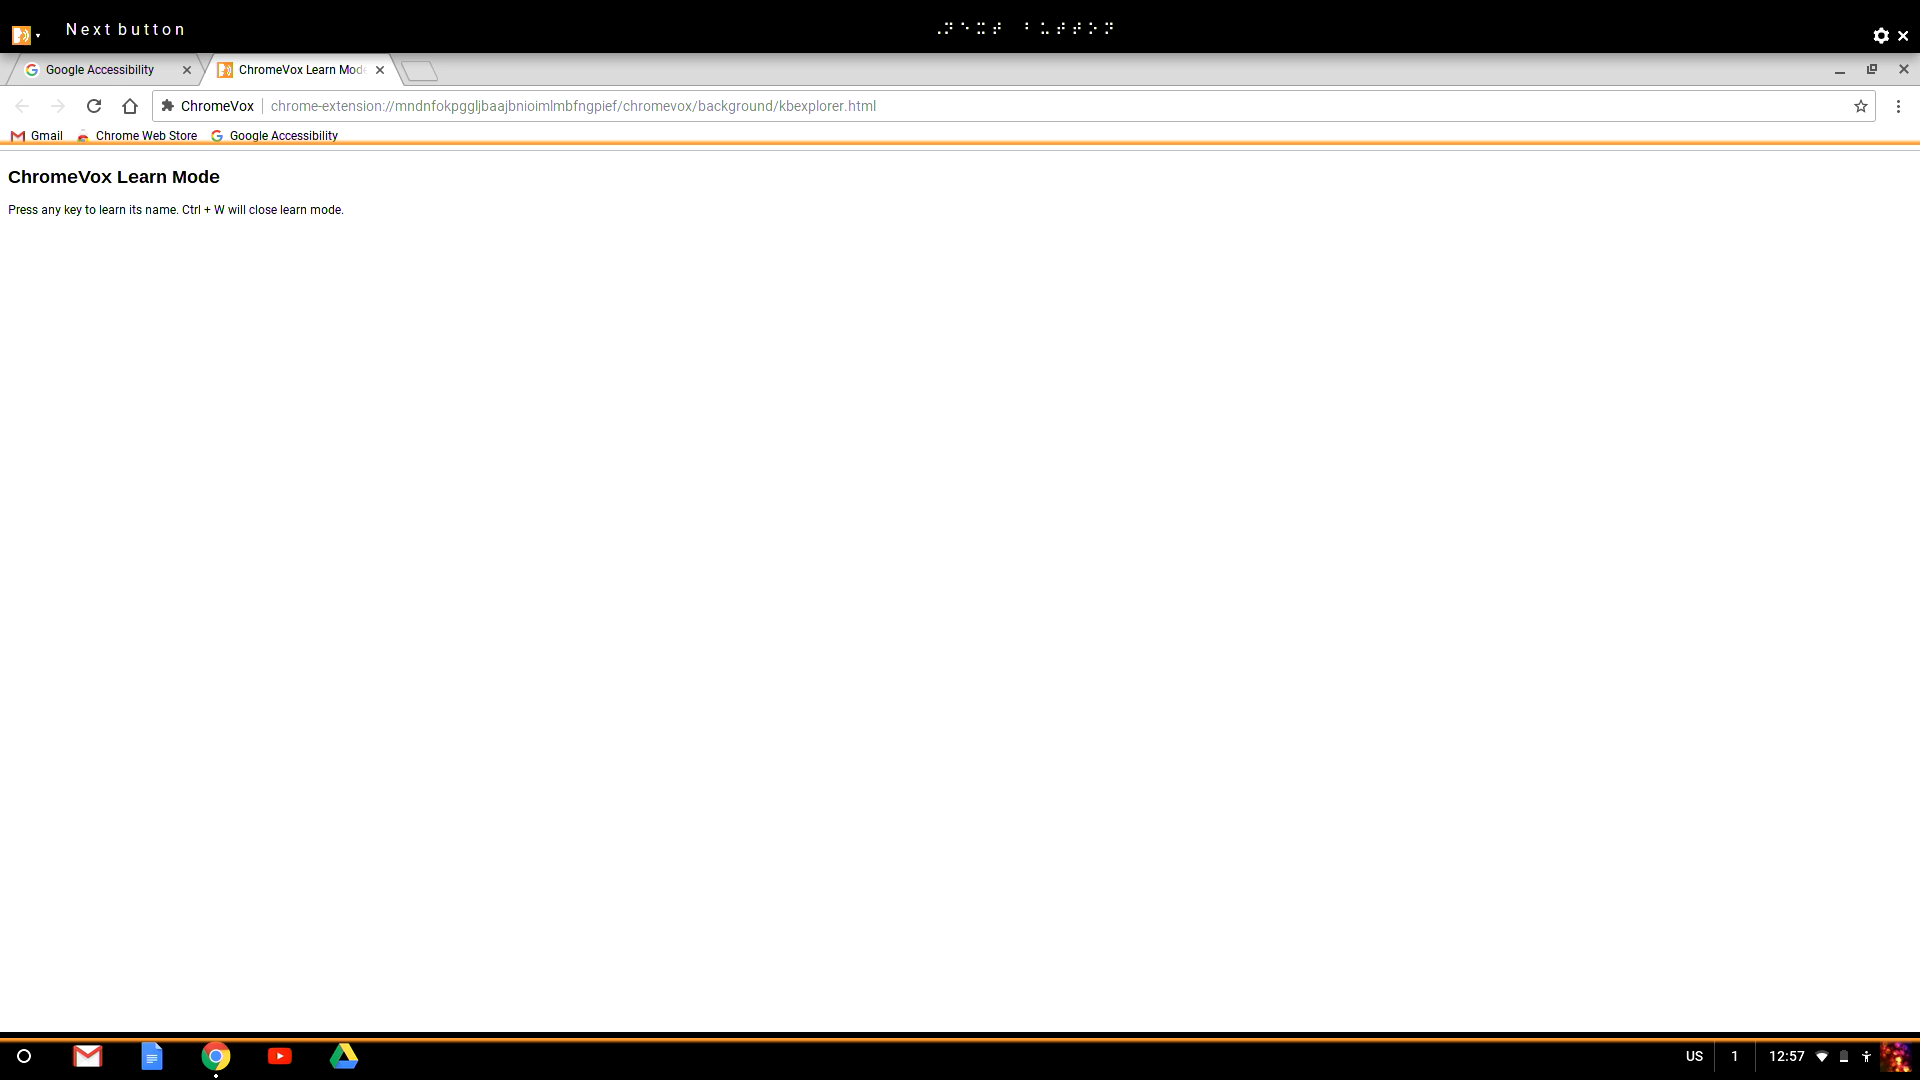 Next button ⠠⠝⠑⠭⠞ ⠃⠥⠞⠞⠕⠝
Google Accessibility ChromeVox Learn Mod
ChromeVox chrome-extension://mndnfokpggljbaajbnioimlmbfngpief/chromevox/background/kbexplorer.html
Gmail Chrome Web Store Google Accessibility
ChromeVox Learn Mode
Press any key to learn its name. Ctrl + W will close learn mode.
US 1 12:57